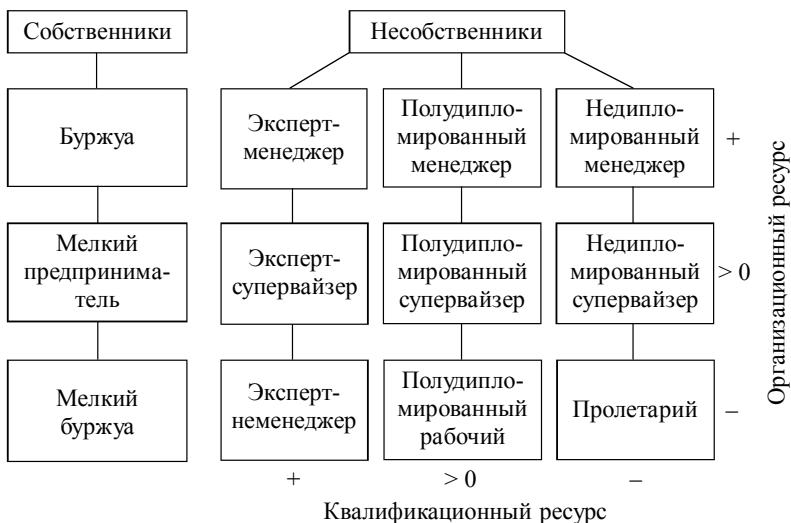 Собственники
Несобственники
Буржуа
Эксперт-
менеджер
Полудипло-
мированный
менеджер
Недипло-
мированный
менеджер
+
Мелкий
предпринима-
тель
Эксперт-
супервайзер
Полудипло-
мированный
супервайзер
Недипло-
мированный
супервайзер
> 0
Мелкий
буржуа
Эксперт-
неменеджер
Полудипло-
мированный
рабочий
Пролетарий
–
Организационный ресурс
+
> 0
–
Квалификационный ресурс